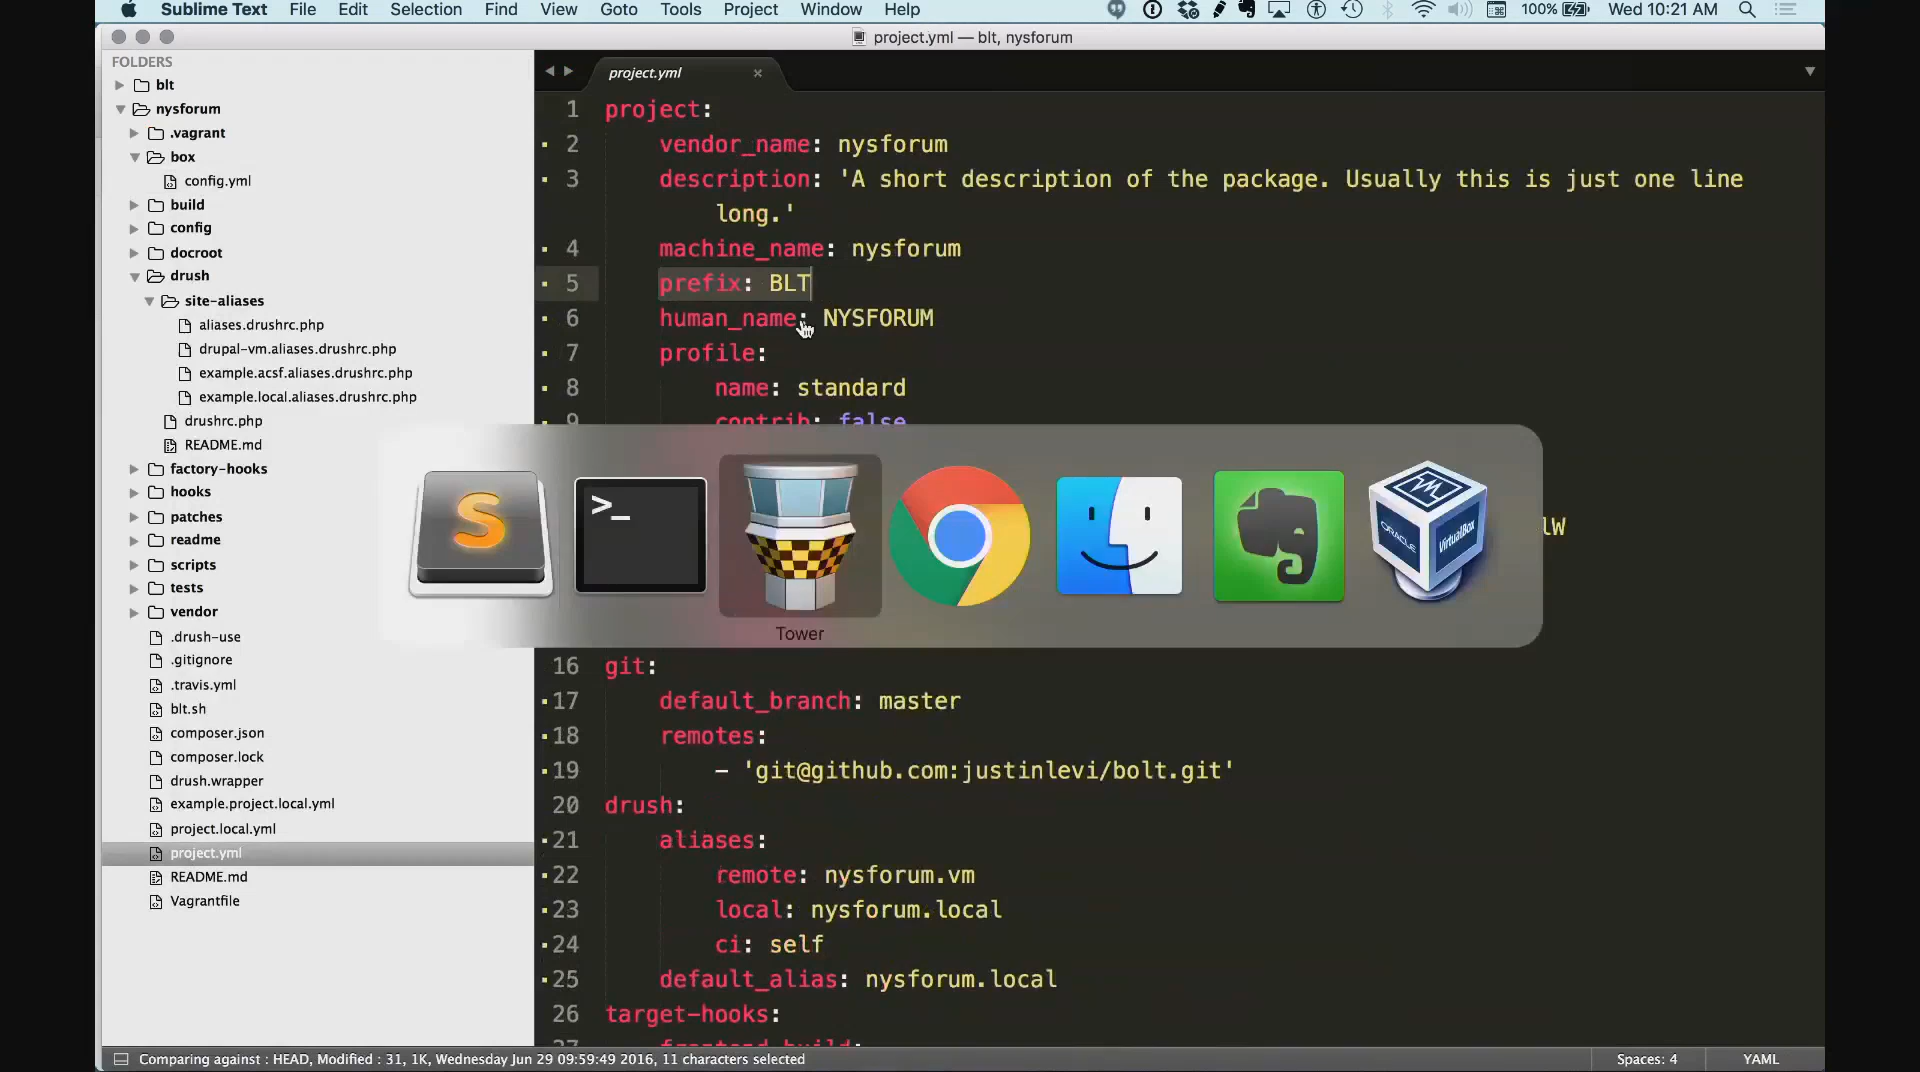 Sublime Text File Edit Selection Find View Goto Tools Project Window Help 100% Wed 10:21 AM
project.yml — blt, nysforum
FOLDERS
blt
nysforum
.vagrant
box
config.yml
build
config
docroot
drush
site-aliases
aliases.drushrc.php
drupal-vm.aliases.drushrc.php
example.acsf.aliases.drushrc.php
example.local.aliases.drushrc.php
drushrc.php
README.md
factory-hooks
hooks
patches
readme
scripts
tests
vendor
.drush-use
.gitignore
.travis.yml
blt.sh
composer.json
composer.lock
drush.wrapper
example.project.local.yml
project.local.yml
project.yml
README.md
Vagrantfile
project.yml
1 project:
2 vendor_name: nysforum
3 description: 'A short description of the package. Usually this is just one line
long.'
4 machine_name: nysforum
5 prefix: BLT
6 human_name: NYSFORUM
7 profile:
8 name: standard
9 contrib: false
S
>_
ORACLE
VirtualBox
lW
Tower
16 git:
17 default_branch: master
18 remotes:
19 - 'git@github.com:justinlevi/bolt.git'
20 drush:
21 aliases:
22 remote: nysforum.vm
23 local: nysforum.local
24 ci: self
25 default_alias: nysforum.local
26 target-hooks:
27 frontend_build:
Comparing against : HEAD, Modified : 31, 1K, Wednesday Jun 29 09:59:49 2016, 11 characters selected
Spaces: 4
YAML